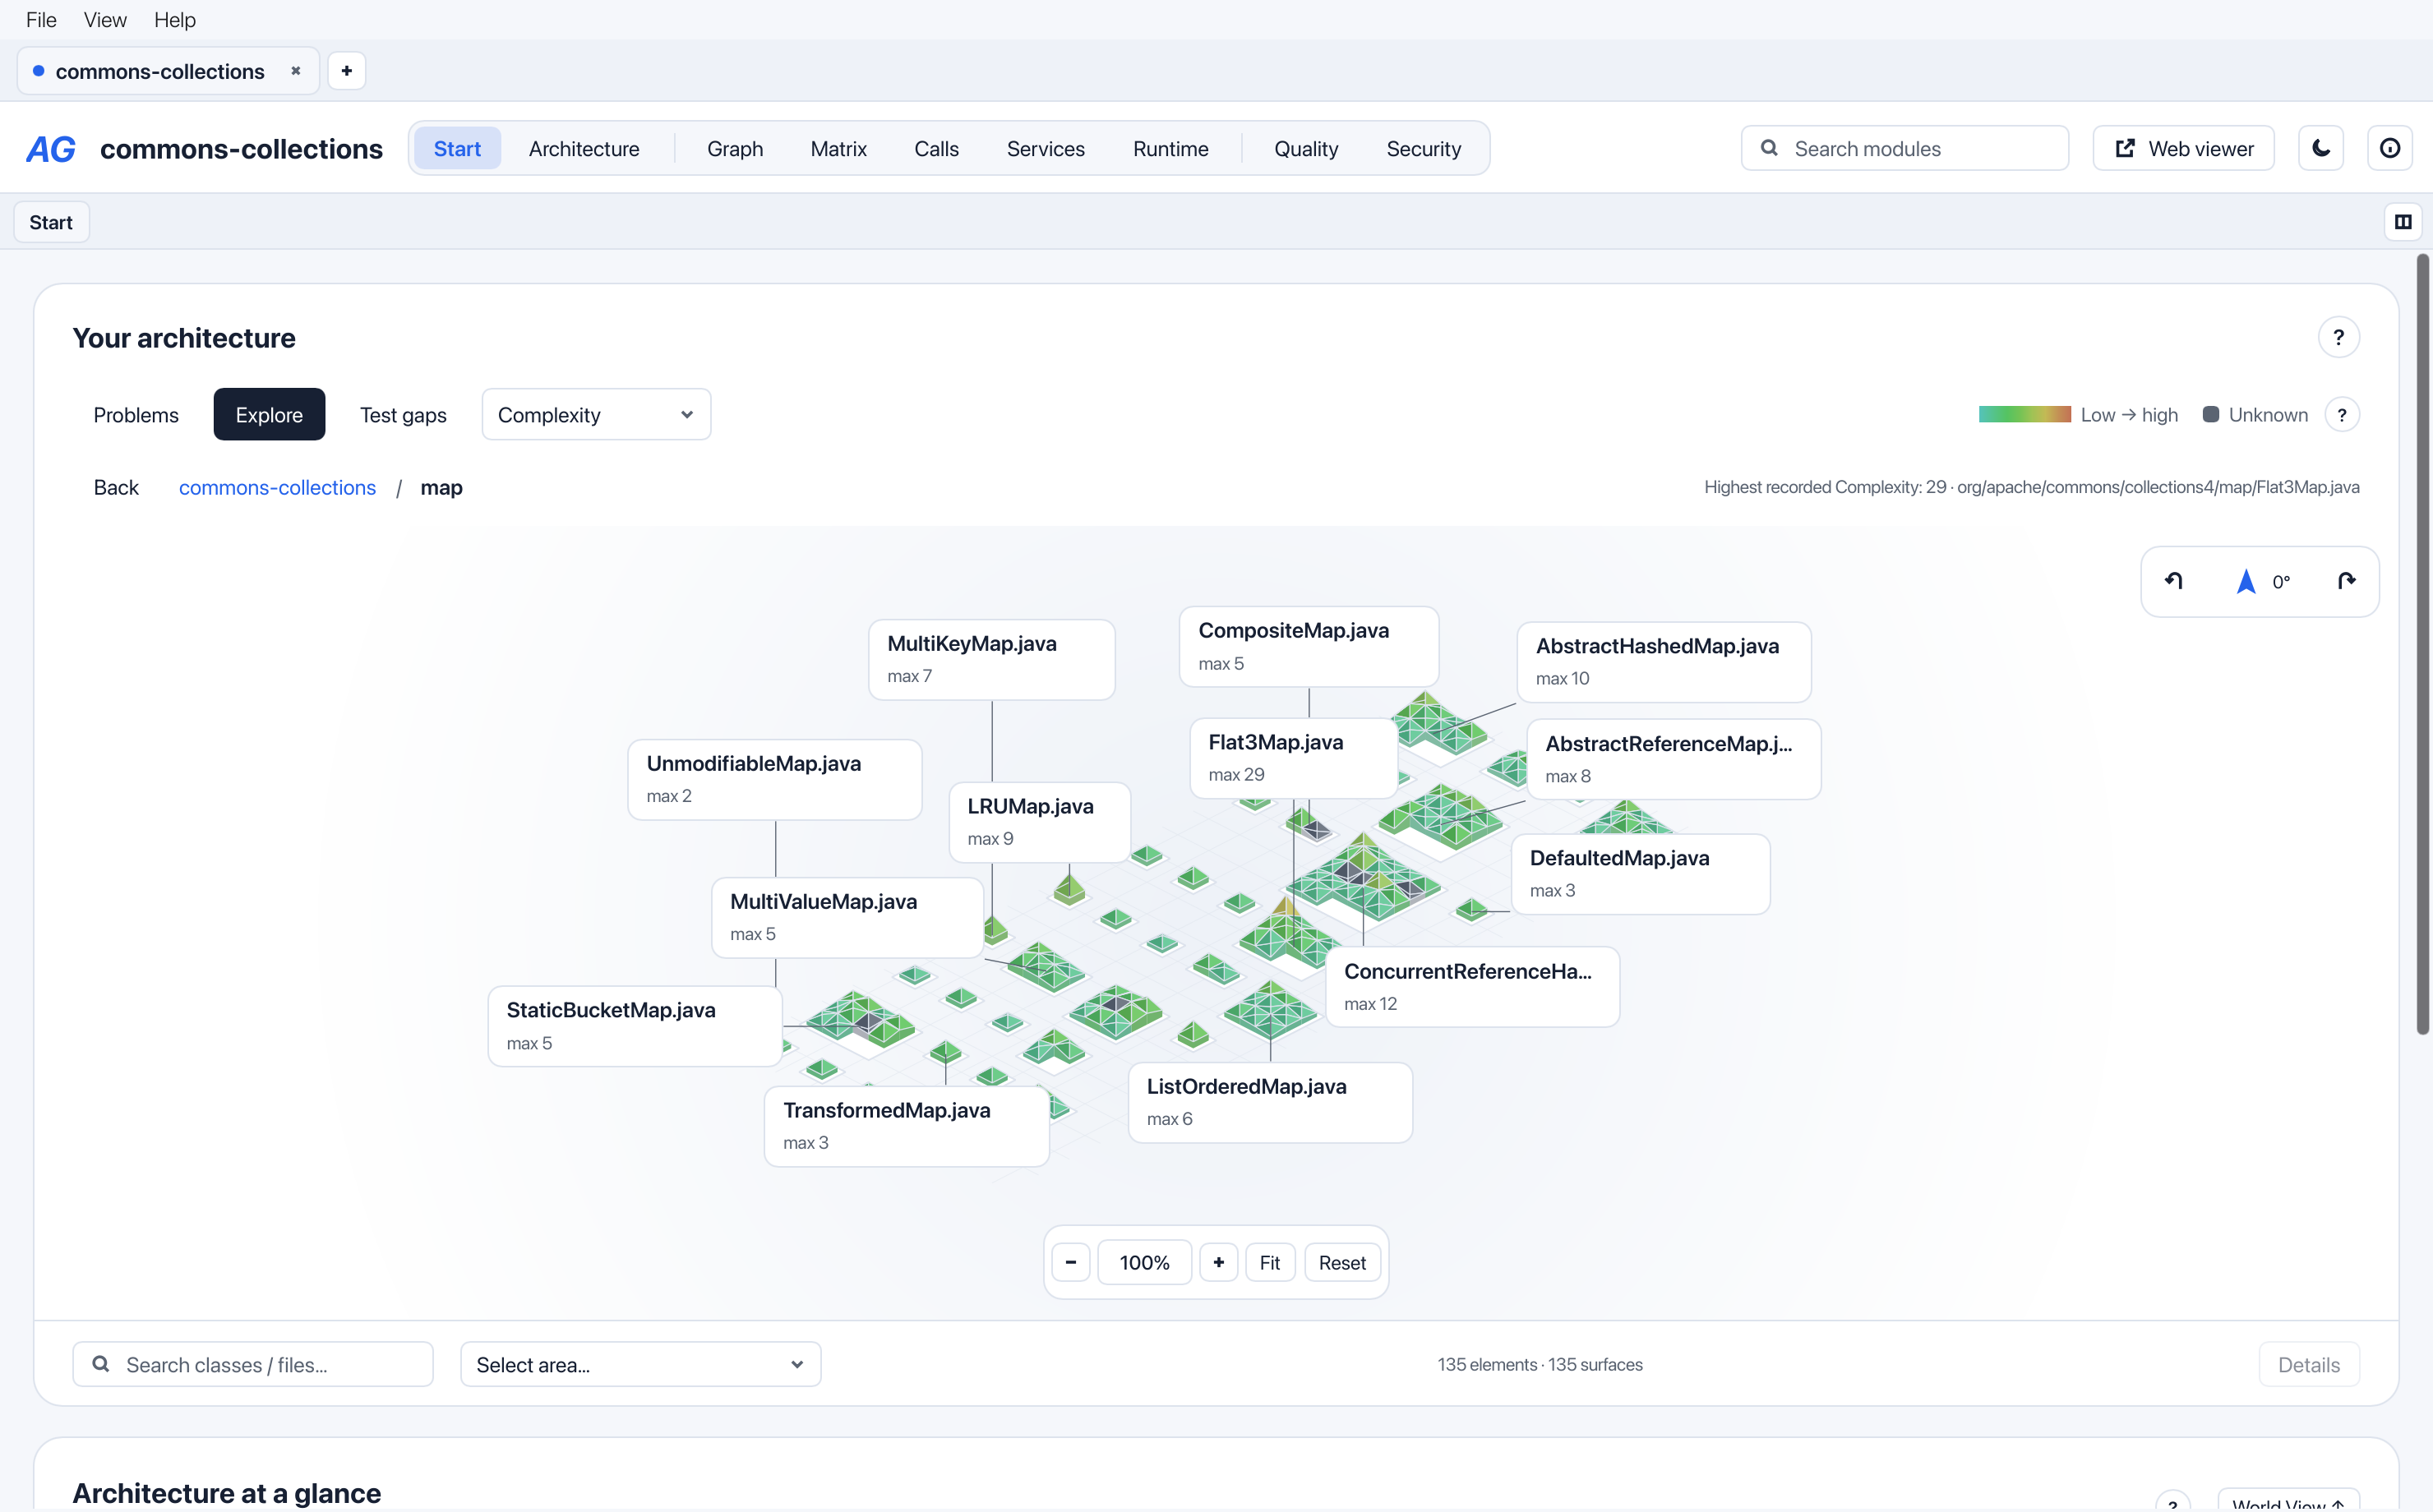 File View Help
commons-collections × +
AG commons-collections Start Architecture Graph Matrix Calls Services Runtime Quality Security Search modules Web viewer
Start
Your architecture ?
Problems Explore Test gaps Complexity Low → high Unknown ?
Back commons-collections / map Highest recorded Complexity: 29 · org/apache/commons/collections4/map/Flat3Map.java
0°
CompositeMap.java
max 5
MultiKeyMap.java
max 7
AbstractHashedMap.java
max 10
Flat3Map.java
max 29
AbstractReferenceMap.j...
max 8
UnmodifiableMap.java
max 2
LRUMap.java
max 9
DefaultedMap.java
max 3
MultiValueMap.java
max 5
ConcurrentReferenceHa...
max 12
StaticBucketMap.java
max 5
ListOrderedMap.java
max 6
TransformedMap.java
max 3
− 100% + Fit Reset
Search classes / files... Select area... 135 elements · 135 surfaces Details
Architecture at a glance ? World View ↑